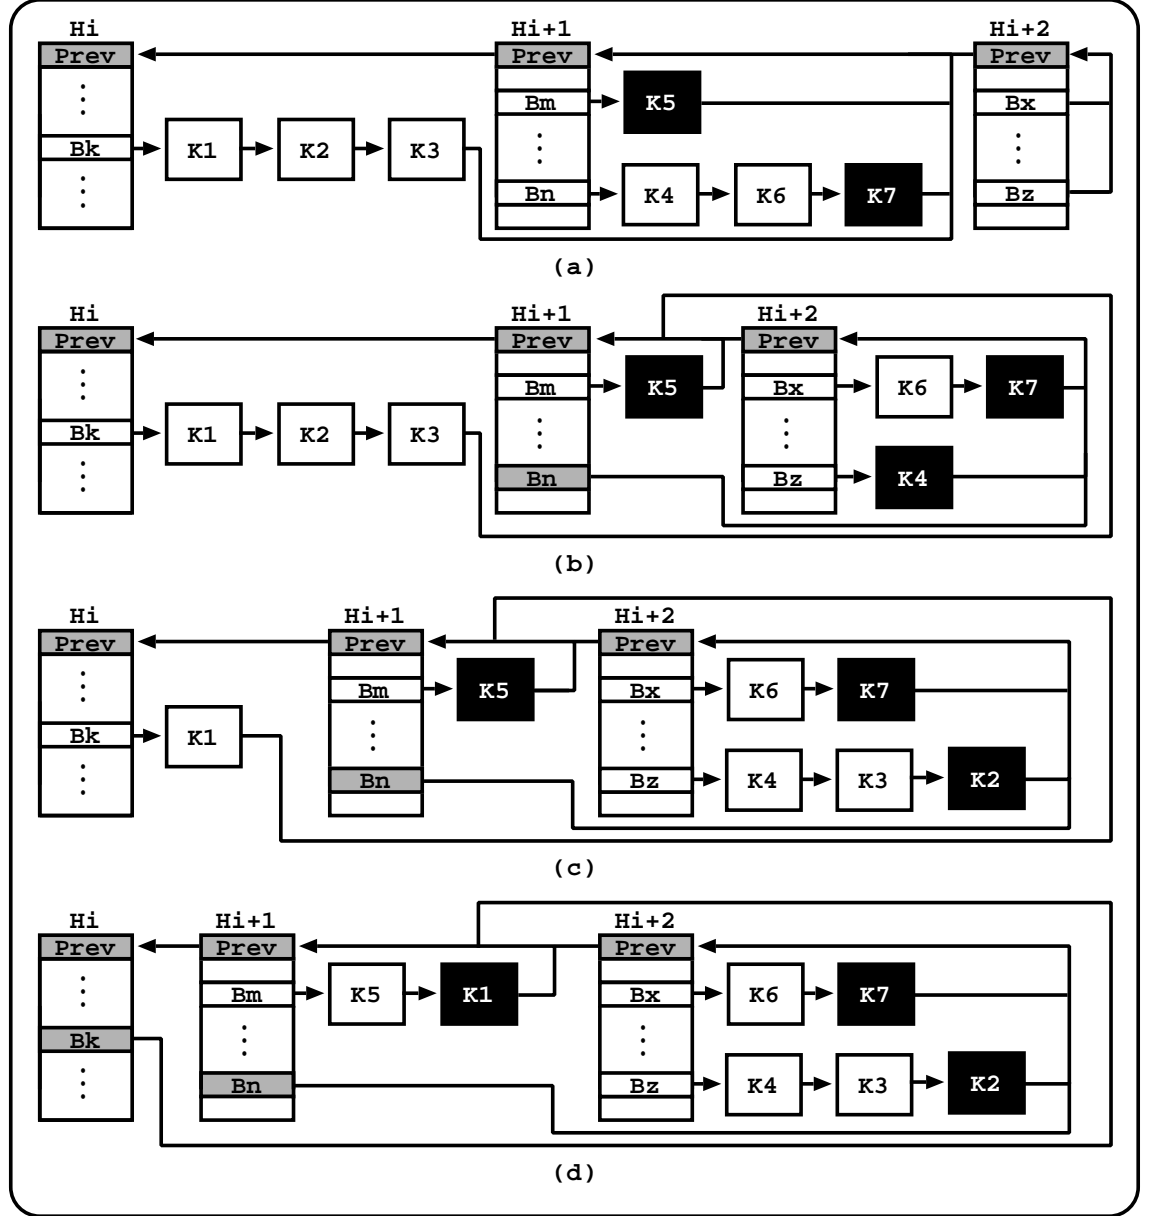 Hi Hi+1 Hi+2
Prev Prev Prev
Bm K5 Bx
Bk K1 K2 K3
Bn K4 K6 K7 Bz
(a)
Hi Hi+1 Hi+2
Prev Prev Prev
Bm K5 Bx K6 K7
Bk K1 K2 K3
Bn Bz K4
(b)
Hi Hi+1 Hi+2
Prev Prev Prev
Bm K5 Bx K6 K7
Bk K1
Bn Bz K4 K3 K2
(c)
Hi Hi+1 Hi+2
Prev Prev Prev
Bm K5 K1 Bx K6 K7
Bk
Bn Bz K4 K3 K2
(d)